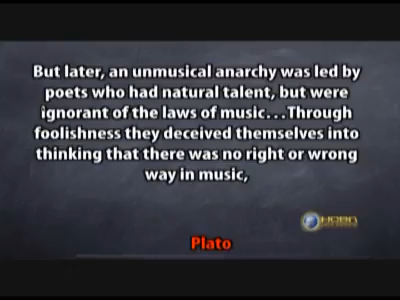 But later, an unmusical anarchy was led by
poets who had natural talent, but were
ignorant of the laws of music...Through
foolishness they deceived themselves into
thinking that there was no right or wrong
way in music,
Plato